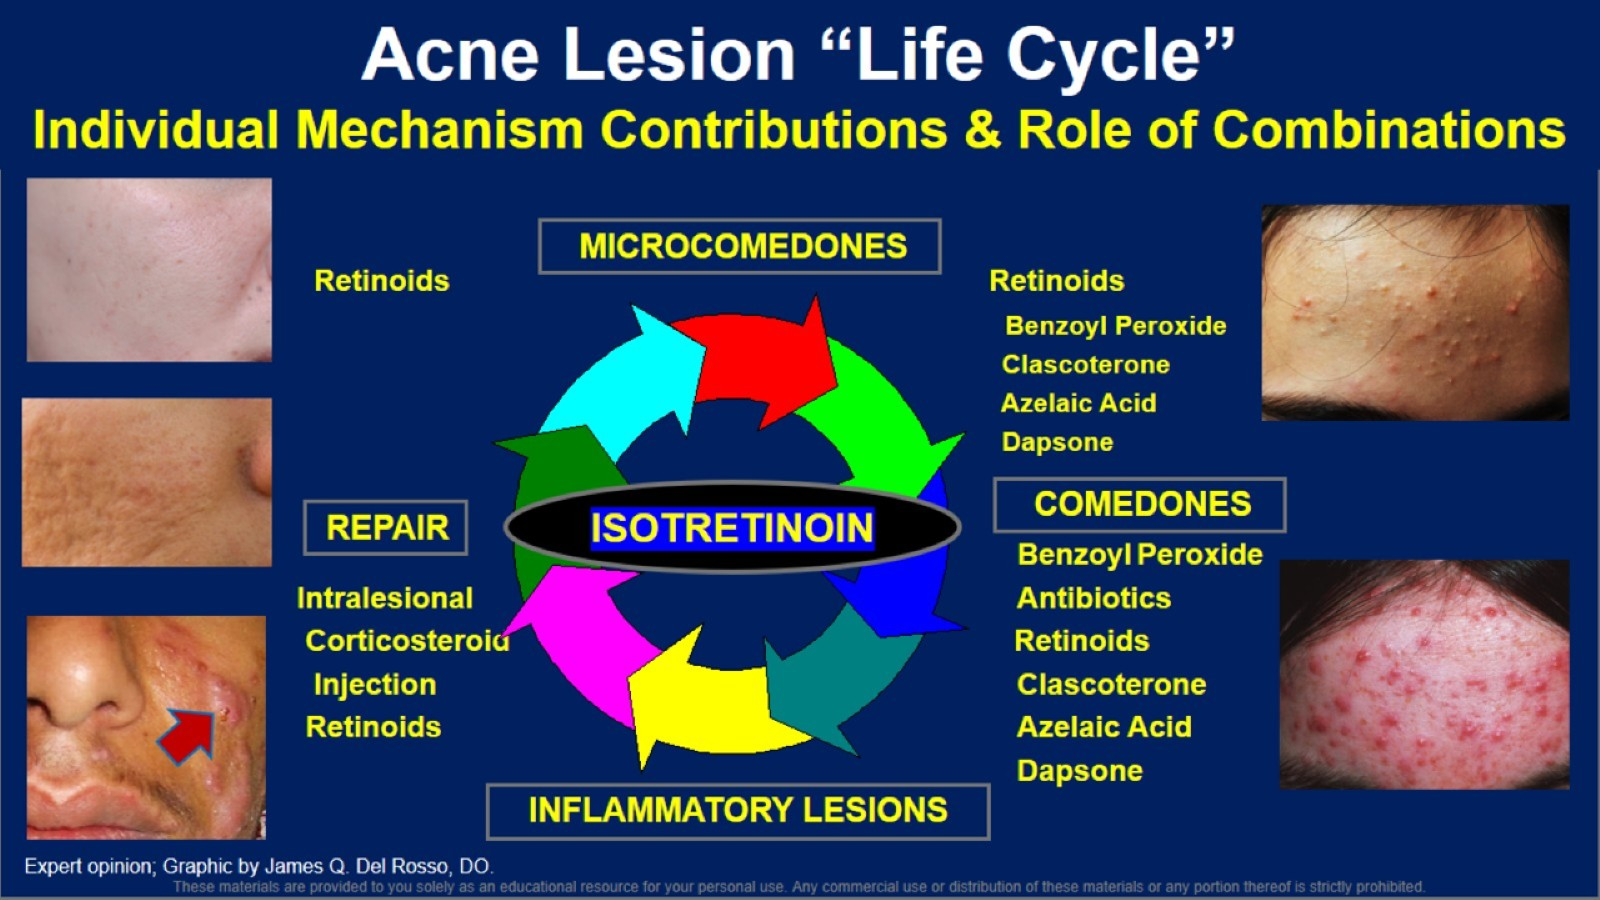 Acne Lesion “Life Cycle”
Individual Mechanism Contributions & Role of Combinations
MICROCOMEDONES
Retinoids
Retinoids
Benzoyl Peroxide
Clascoterone
Azelaic Acid
Dapsone
COMEDONES
Benzoyl Peroxide
Antibiotics
Retinoids
Clascoterone
Azelaic Acid
Dapsone
ISOTRETINOIN
REPAIR
Intralesional
Corticosteroid
Injection
Retinoids
INFLAMMATORY LESIONS
Expert opinion; Graphic by James Q. Del Rosso, DO.
These materials are provided to you solely as an educational resource for your personal use. Any commercial use or distribution of these materials or any portion thereof is strictly prohibited.